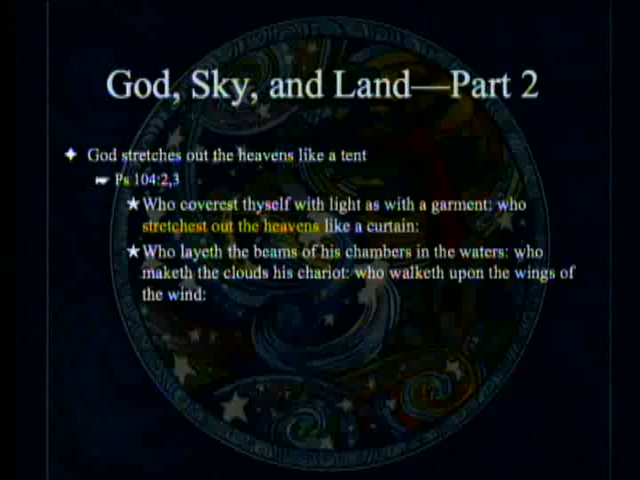 God, Sky, and Land—Part 2
God stretches out the heavens like a tent
Ps 104:2,3
Who coverest thyself with light as with a garment: who
stretchest out the heavens like a curtain:
Who layeth the beams of his chambers in the waters: who
maketh the clouds his chariot: who walketh upon the wings of
the wind: